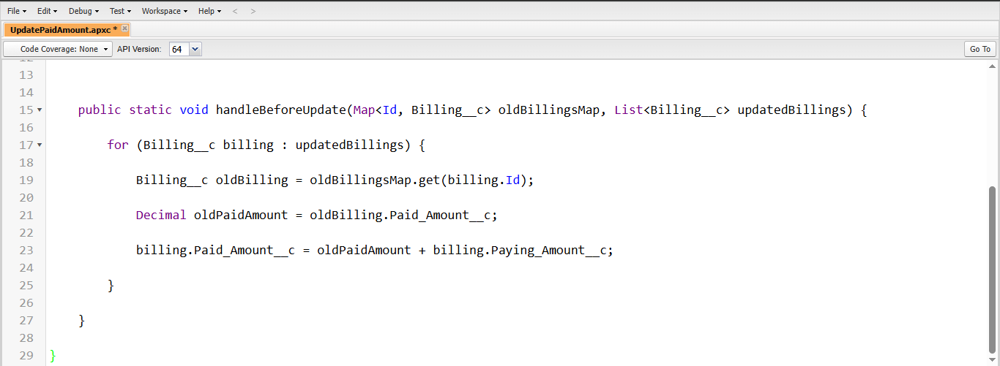 File Edit Debug Test Workspace Help < >
UpdatePaidAmount.apxc *
Code Coverage: None API Version: 64 Go To
12
13
14
15 public static void handleBeforeUpdate(Map<Id, Billing__c> oldBillingsMap, List<Billing__c> updatedBillings) {
16
17 for (Billing__c billing : updatedBillings) {
18
19 Billing__c oldBilling = oldBillingsMap.get(billing.Id);
20
21 Decimal oldPaidAmount = oldBilling.Paid_Amount__c;
22
23 billing.Paid_Amount__c = oldPaidAmount + billing.Paying_Amount__c;
24
25 }
26
27 }
28
29 }